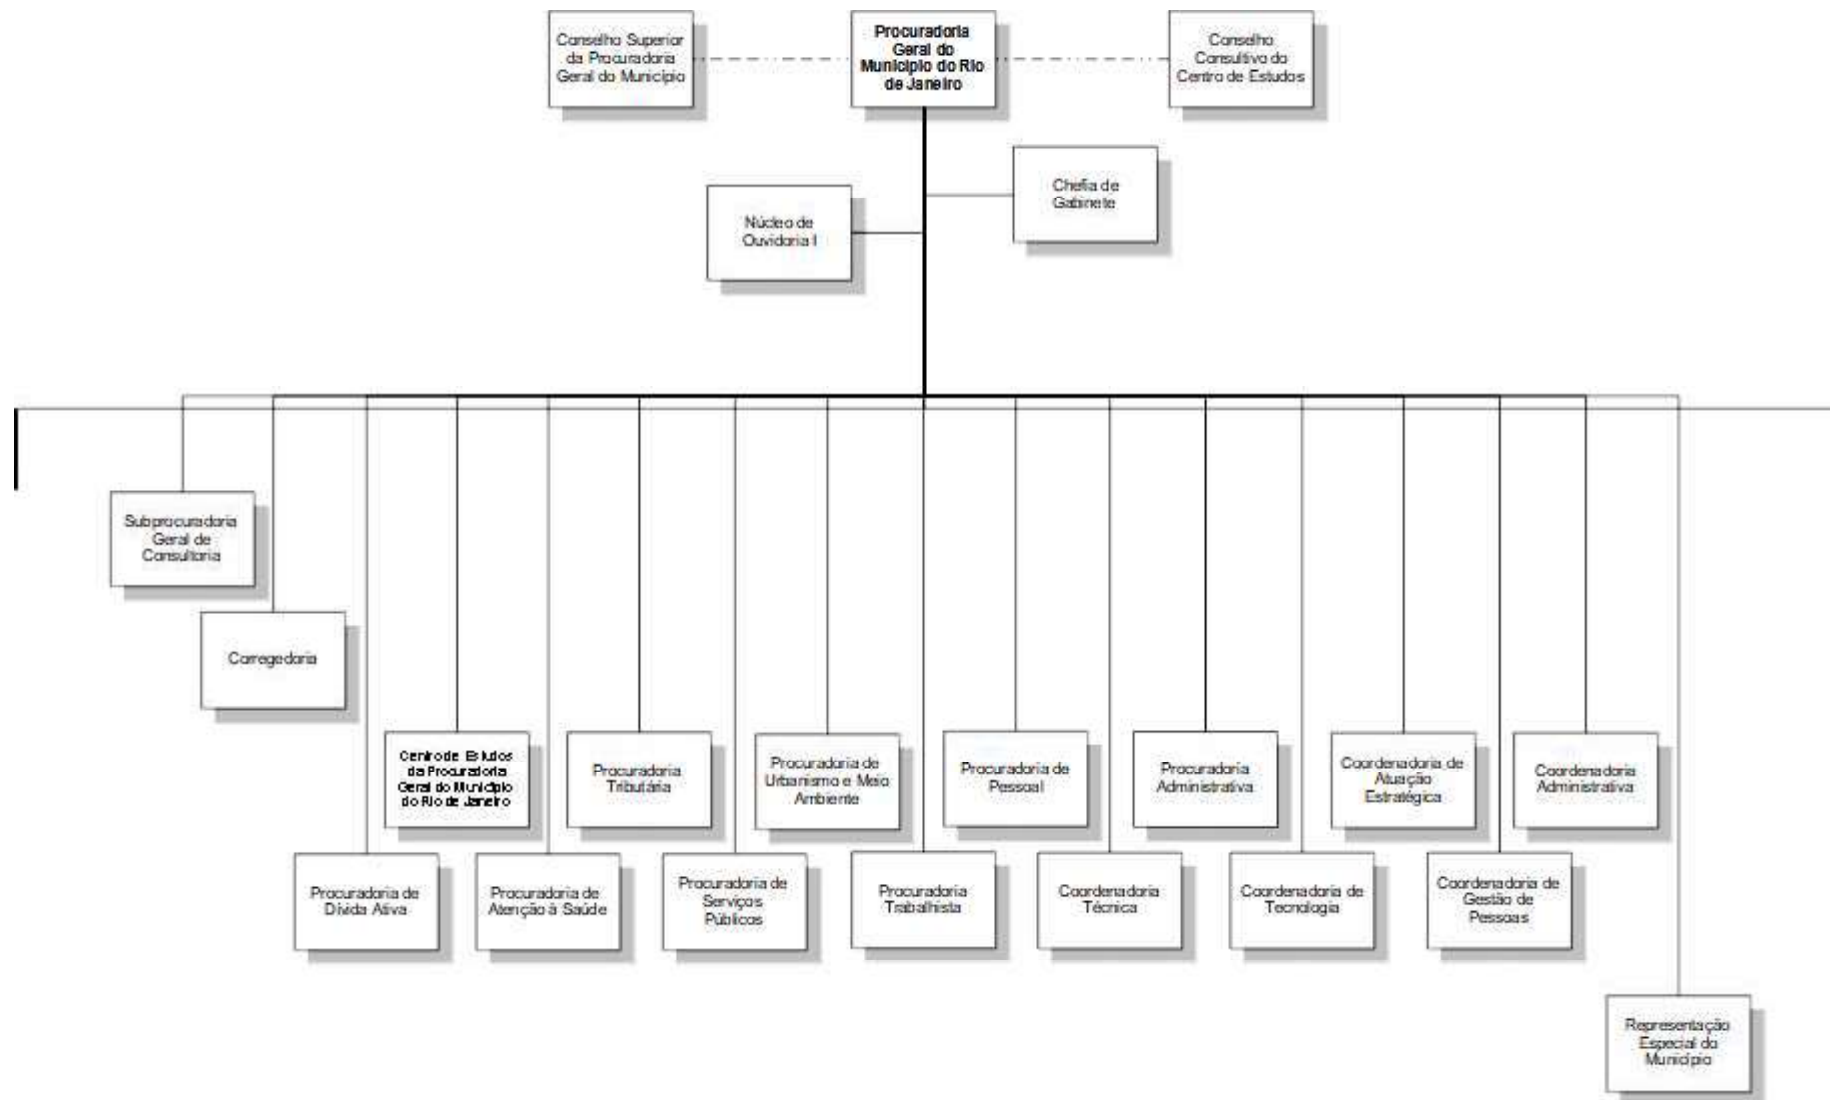 Conselho Superior
da Procuradoria
Geral do Município
Procuradoria
Geral do
Município do Rio
de Janeiro
Conselho
Consultivo do
Centro de Estudos
Chefia de
Gabinete
Núcleo de
Ouvidoria I
Subprocuradoria
Geral de
Consultoria
Corregedoria
Centro de Estudos
da Procuradoria
Geral do Município
do Rio de Janeiro
Procuradoria
Tributária
Procuradoria de
Urbanismo e Meio
Ambiente
Procuradoria de
Pessoal
Procuradoria
Administrativa
Coordenadoria de
Atuação
Estratégica
Coordenadoria
Administrativa
Procuradoria de
Dívida Ativa
Procuradoria de
Atenção à Saúde
Procuradoria de
Serviços
Públicos
Procuradoria
Trabalhista
Coordenadoria
Técnica
Coordenadoria de
Tecnologia
Coordenadoria de
Gestão de
Pessoas
Representação
Especial do
Município